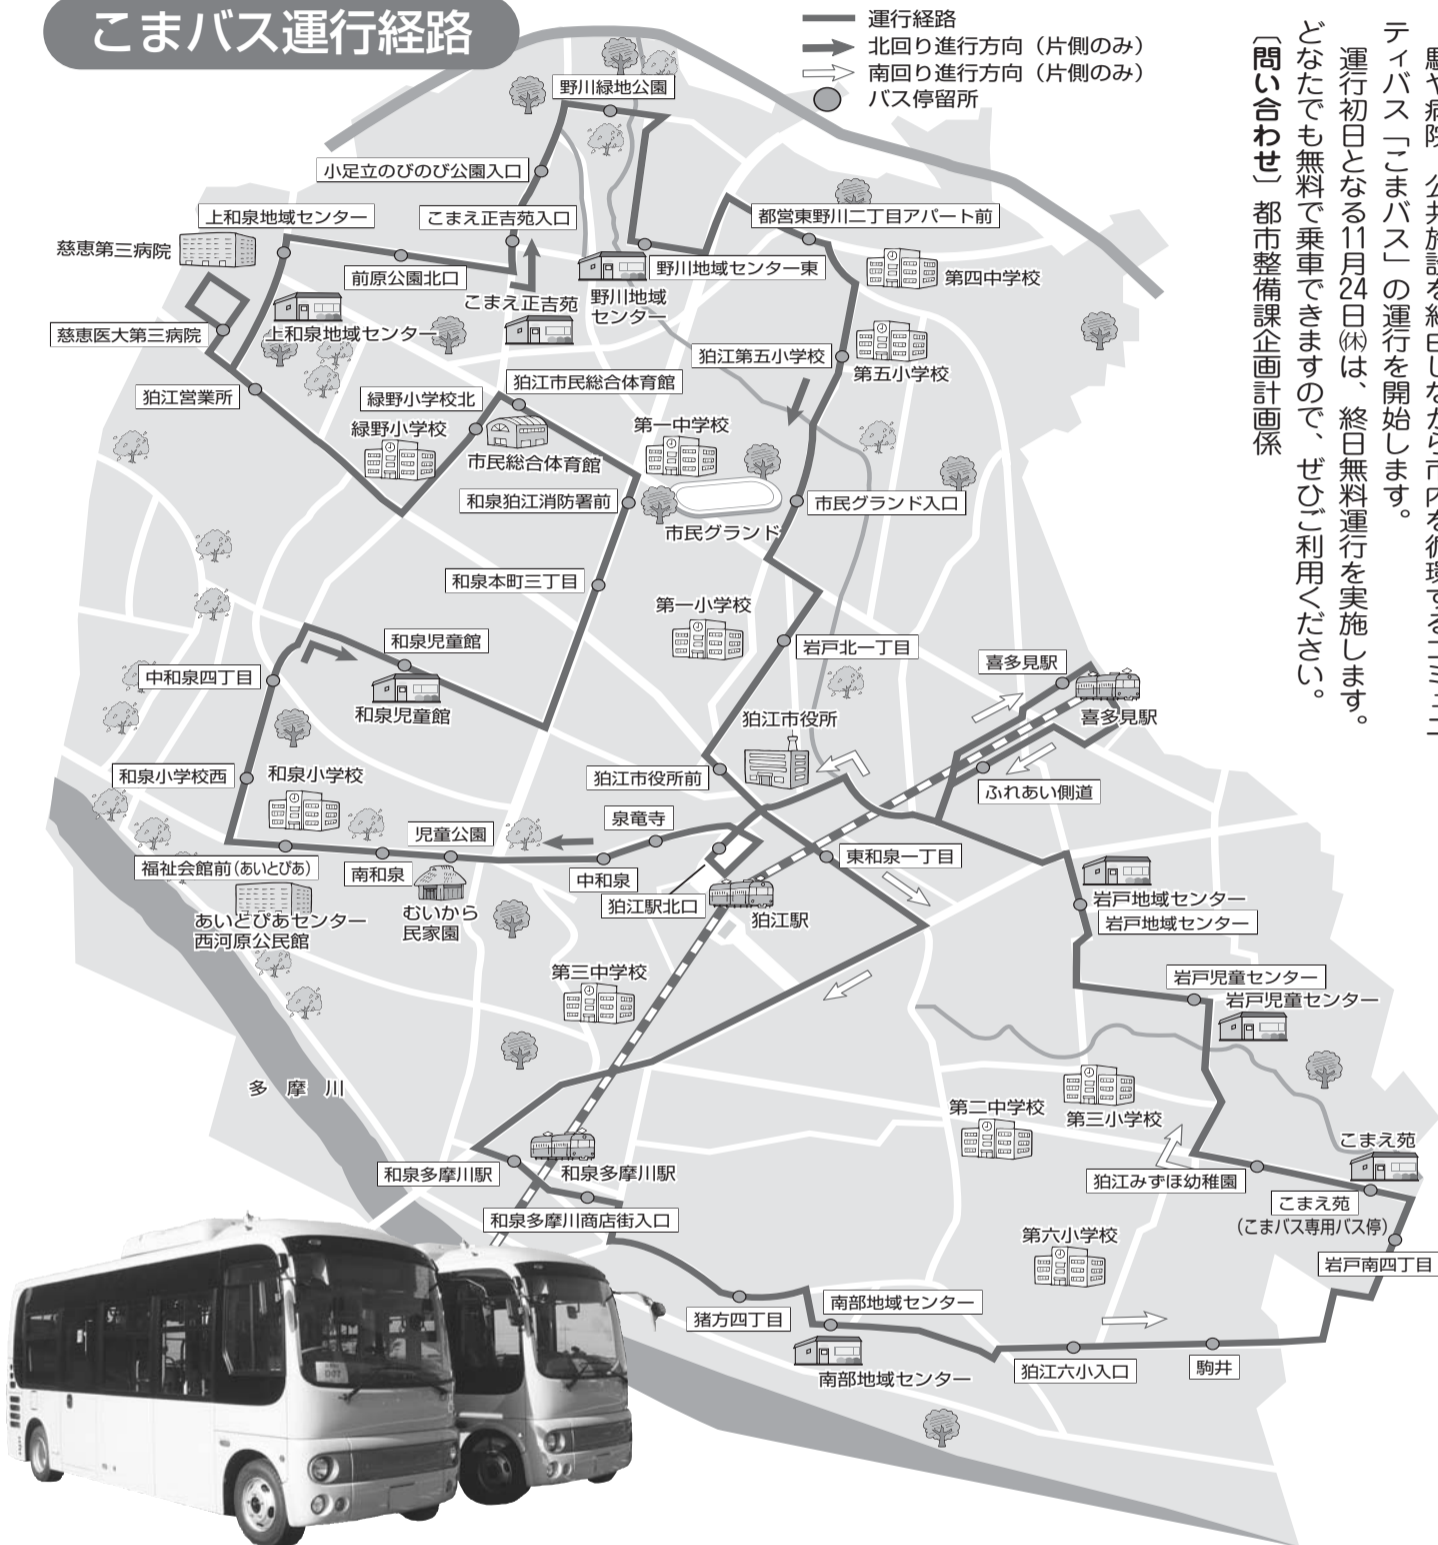 こまバス運行経路
運行経路
北回り進行方向（片側のみ）
南回り進行方向（片側のみ）
バス停留所
ティバス「こまバス」の運行を開始します。
運行初日となる11月24日㈭は、終日無料運行を実施します。
どなたでも無料で乗車できますので、ぜひご利用ください。
〔問い合わせ〕都市整備課企画計画係
野川緑地公園
小足立のびのび公園入口
上和泉地域センター
こまえ正吉苑入口
都営東野川二丁目アパート前
慈恵第三病院
前原公園北口
野川地域センター東
第四中学校
こまえ正吉苑
野川地域
センター
慈恵医大第三病院
上和泉地域センター
狛江第五小学校
第五小学校
狛江営業所
狛江市民総合体育館
緑野小学校北
緑野小学校
第一中学校
市民総合体育館
和泉狛江消防署前
市民グランド入口
市民グランド
和泉本町三丁目
第一小学校
和泉児童館
岩戸北一丁目
喜多見駅
中和泉四丁目
和泉児童館
喜多見駅
狛江市役所
和泉小学校西
和泉小学校
狛江市役所前
ふれあい側道
泉竜寺
児童公園
東和泉一丁目
福祉会館前(あいとぴあ)
南和泉
中和泉
狛江駅北口
狛江駅
あいとぴあセンター
西河原公民館
むいから
民家園
岩戸地域センター
岩戸地域センター
第三中学校
岩戸児童センター
岩戸児童センター
多摩川
第二中学校
第三小学校
こまえ苑
和泉多摩川駅
和泉多摩川駅
狛江みずほ幼稚園
こまえ苑
(こまバス専用バス停)
和泉多摩川商店街入口
第六小学校
岩戸南四丁目
猪方四丁目
南部地域センター
南部地域センター
狛江六小入口
駒井